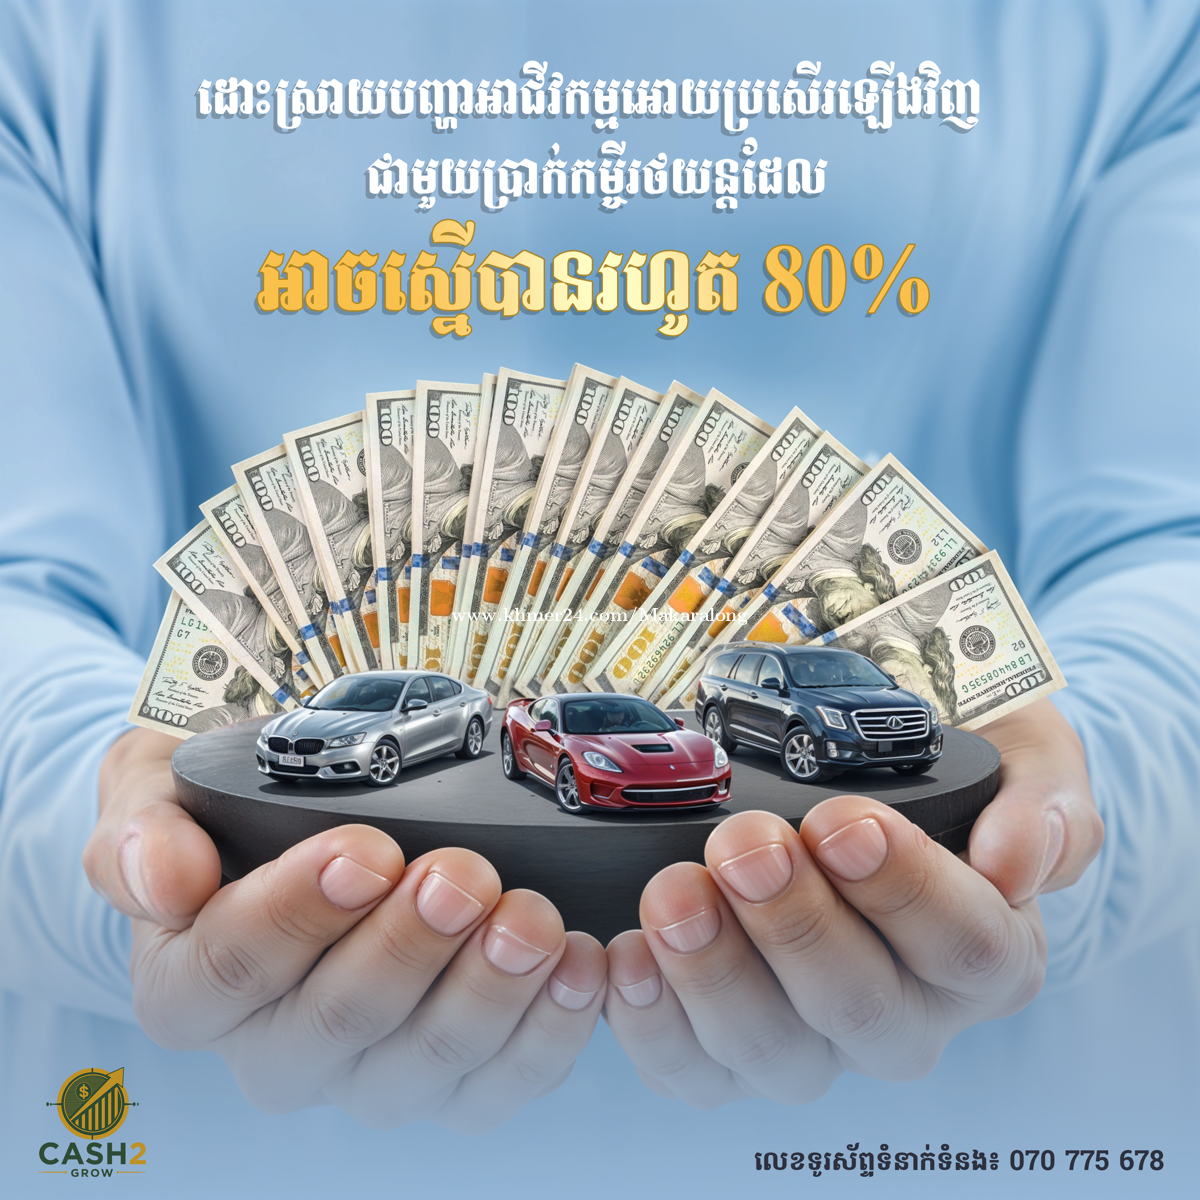 ដោះស្រាយបញ្ហាអាជីវកម្មអោយប្រសើរឡើងវិញ
ជាមួយប្រាក់កម្ចីរថយន្តដែល
អាចស្នើបានរហូត 80%
www.khmer24.com/Makaralong
CASH2
GROW
លេខទូរស័ព្ទទំនាក់ទំនង៖ 070 775 678